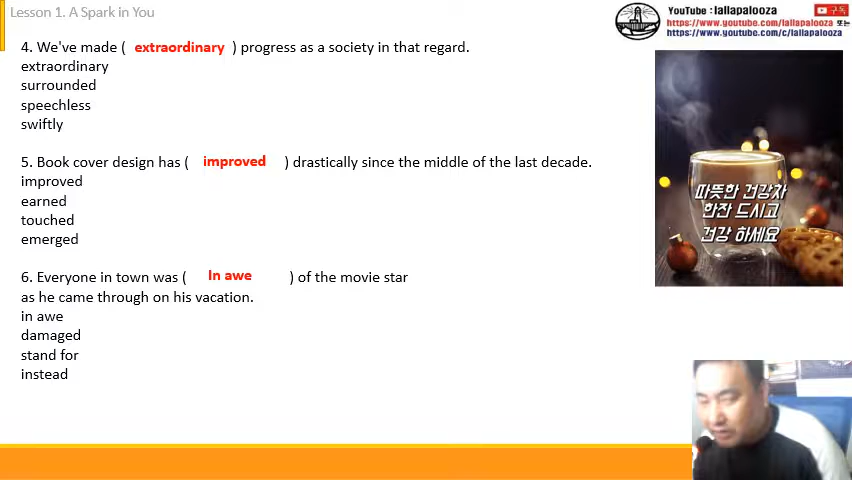 Lesson 1. A Spark in You
YouTube : lallapalooza
구독
https://www.youtube.com/lallapalooza 또는
https://www.youtube.com/c/lallapalooza
4. We've made ( extraordinary ) progress as a society in that regard.
extraordinary
surrounded
speechless
swiftly
5. Book cover design has ( improved ) drastically since the middle of the last decade.
improved
earned
touched
emerged
6. Everyone in town was ( In awe ) of the movie star
as he came through on his vacation.
in awe
damaged
stand for
instead
따뜻한 건강차
한잔 드시고
건강 하세요